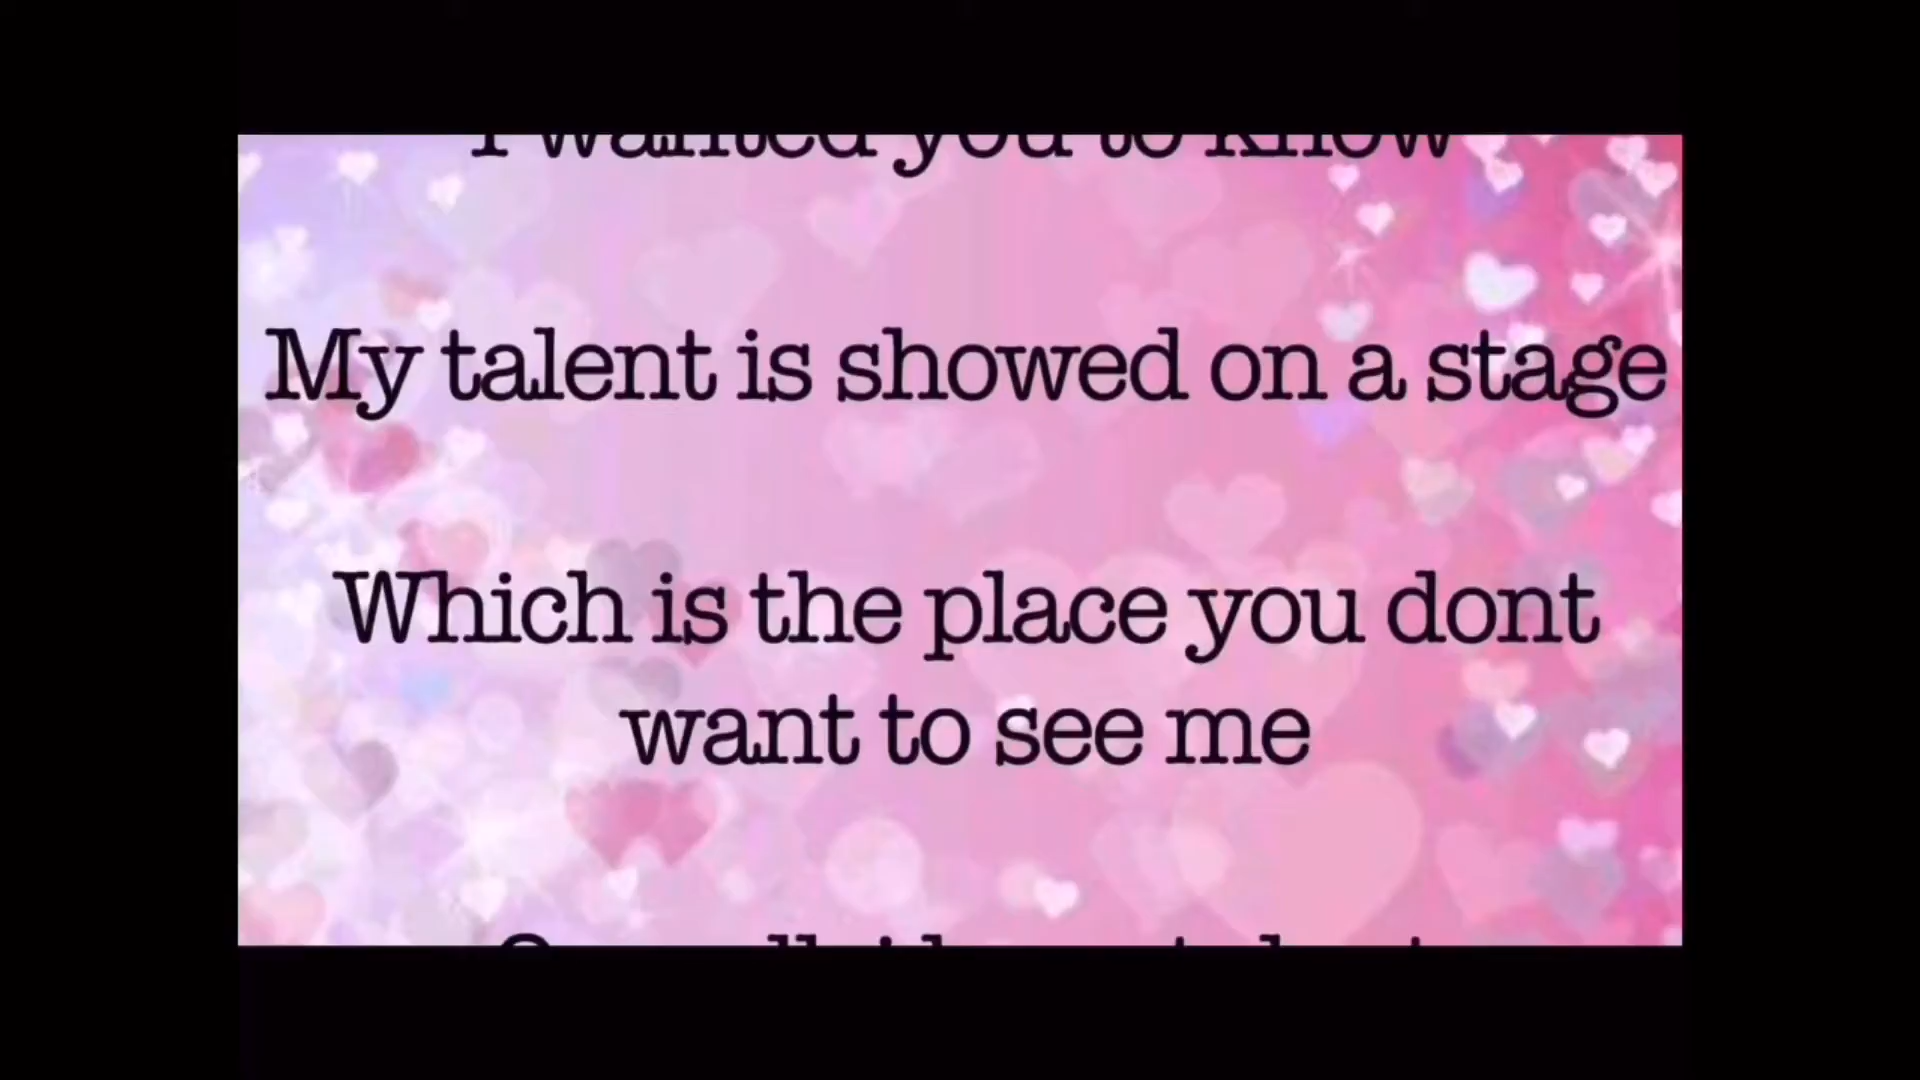 I wanted you to know
My talent is showed on a stage
Which is the place you dont
want to see me